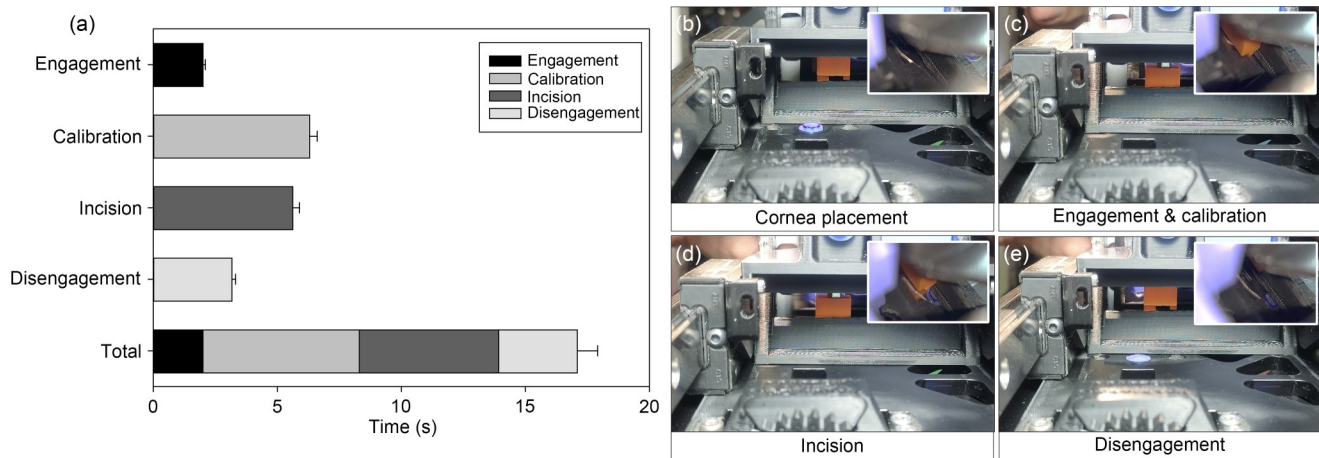 (a)
Engagement
Calibration
Incision
Disengagement
Total
Engagement
Calibration
Incision
Disengagement
0
5
10
15
20
Time (s)
(b)
Cornea placement
(c)
Engagement & calibration
(d)
Incision
(e)
Disengagement